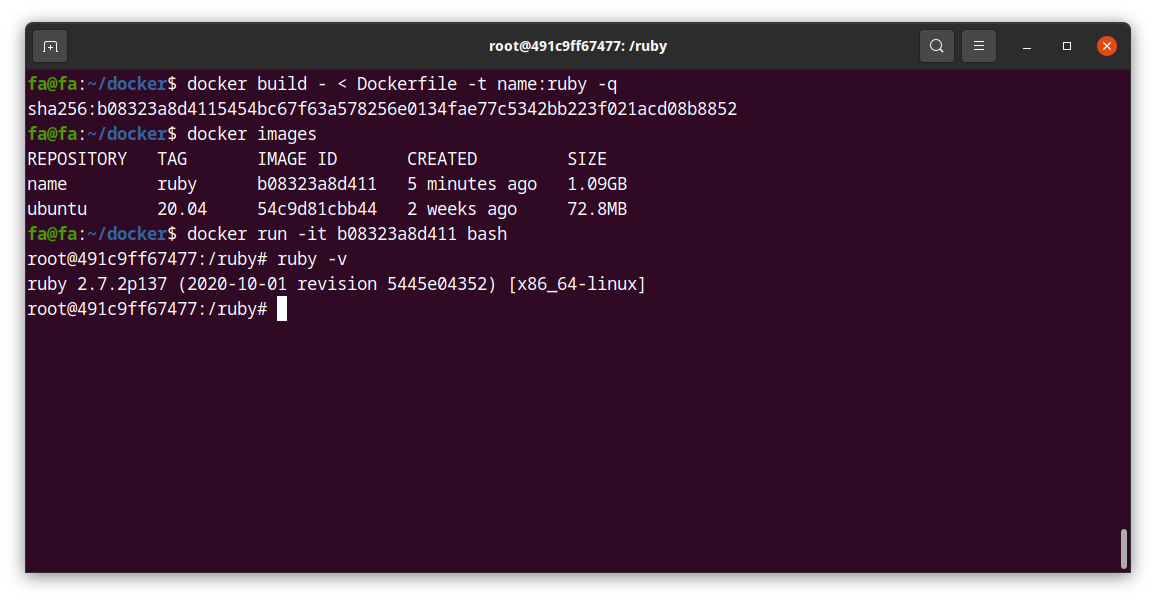 root@491c9ff67477: /ruby
fa@fa:~/docker$ docker build - < Dockerfile -t name:ruby -q
sha256:b08323a8d4115454bc67f63a578256e0134fae77c5342bb223f021acd08b8852
fa@fa:~/docker$ docker images
REPOSITORY   TAG       IMAGE ID       CREATED         SIZE
name         ruby      b08323a8d411   5 minutes ago   1.09GB
ubuntu       20.04     54c9d81cbb44   2 weeks ago     72.8MB
fa@fa:~/docker$ docker run -it b08323a8d411 bash
root@491c9ff67477:/ruby# ruby -v
ruby 2.7.2p137 (2020-10-01 revision 5445e04352) [x86_64-linux]
root@491c9ff67477:/ruby#